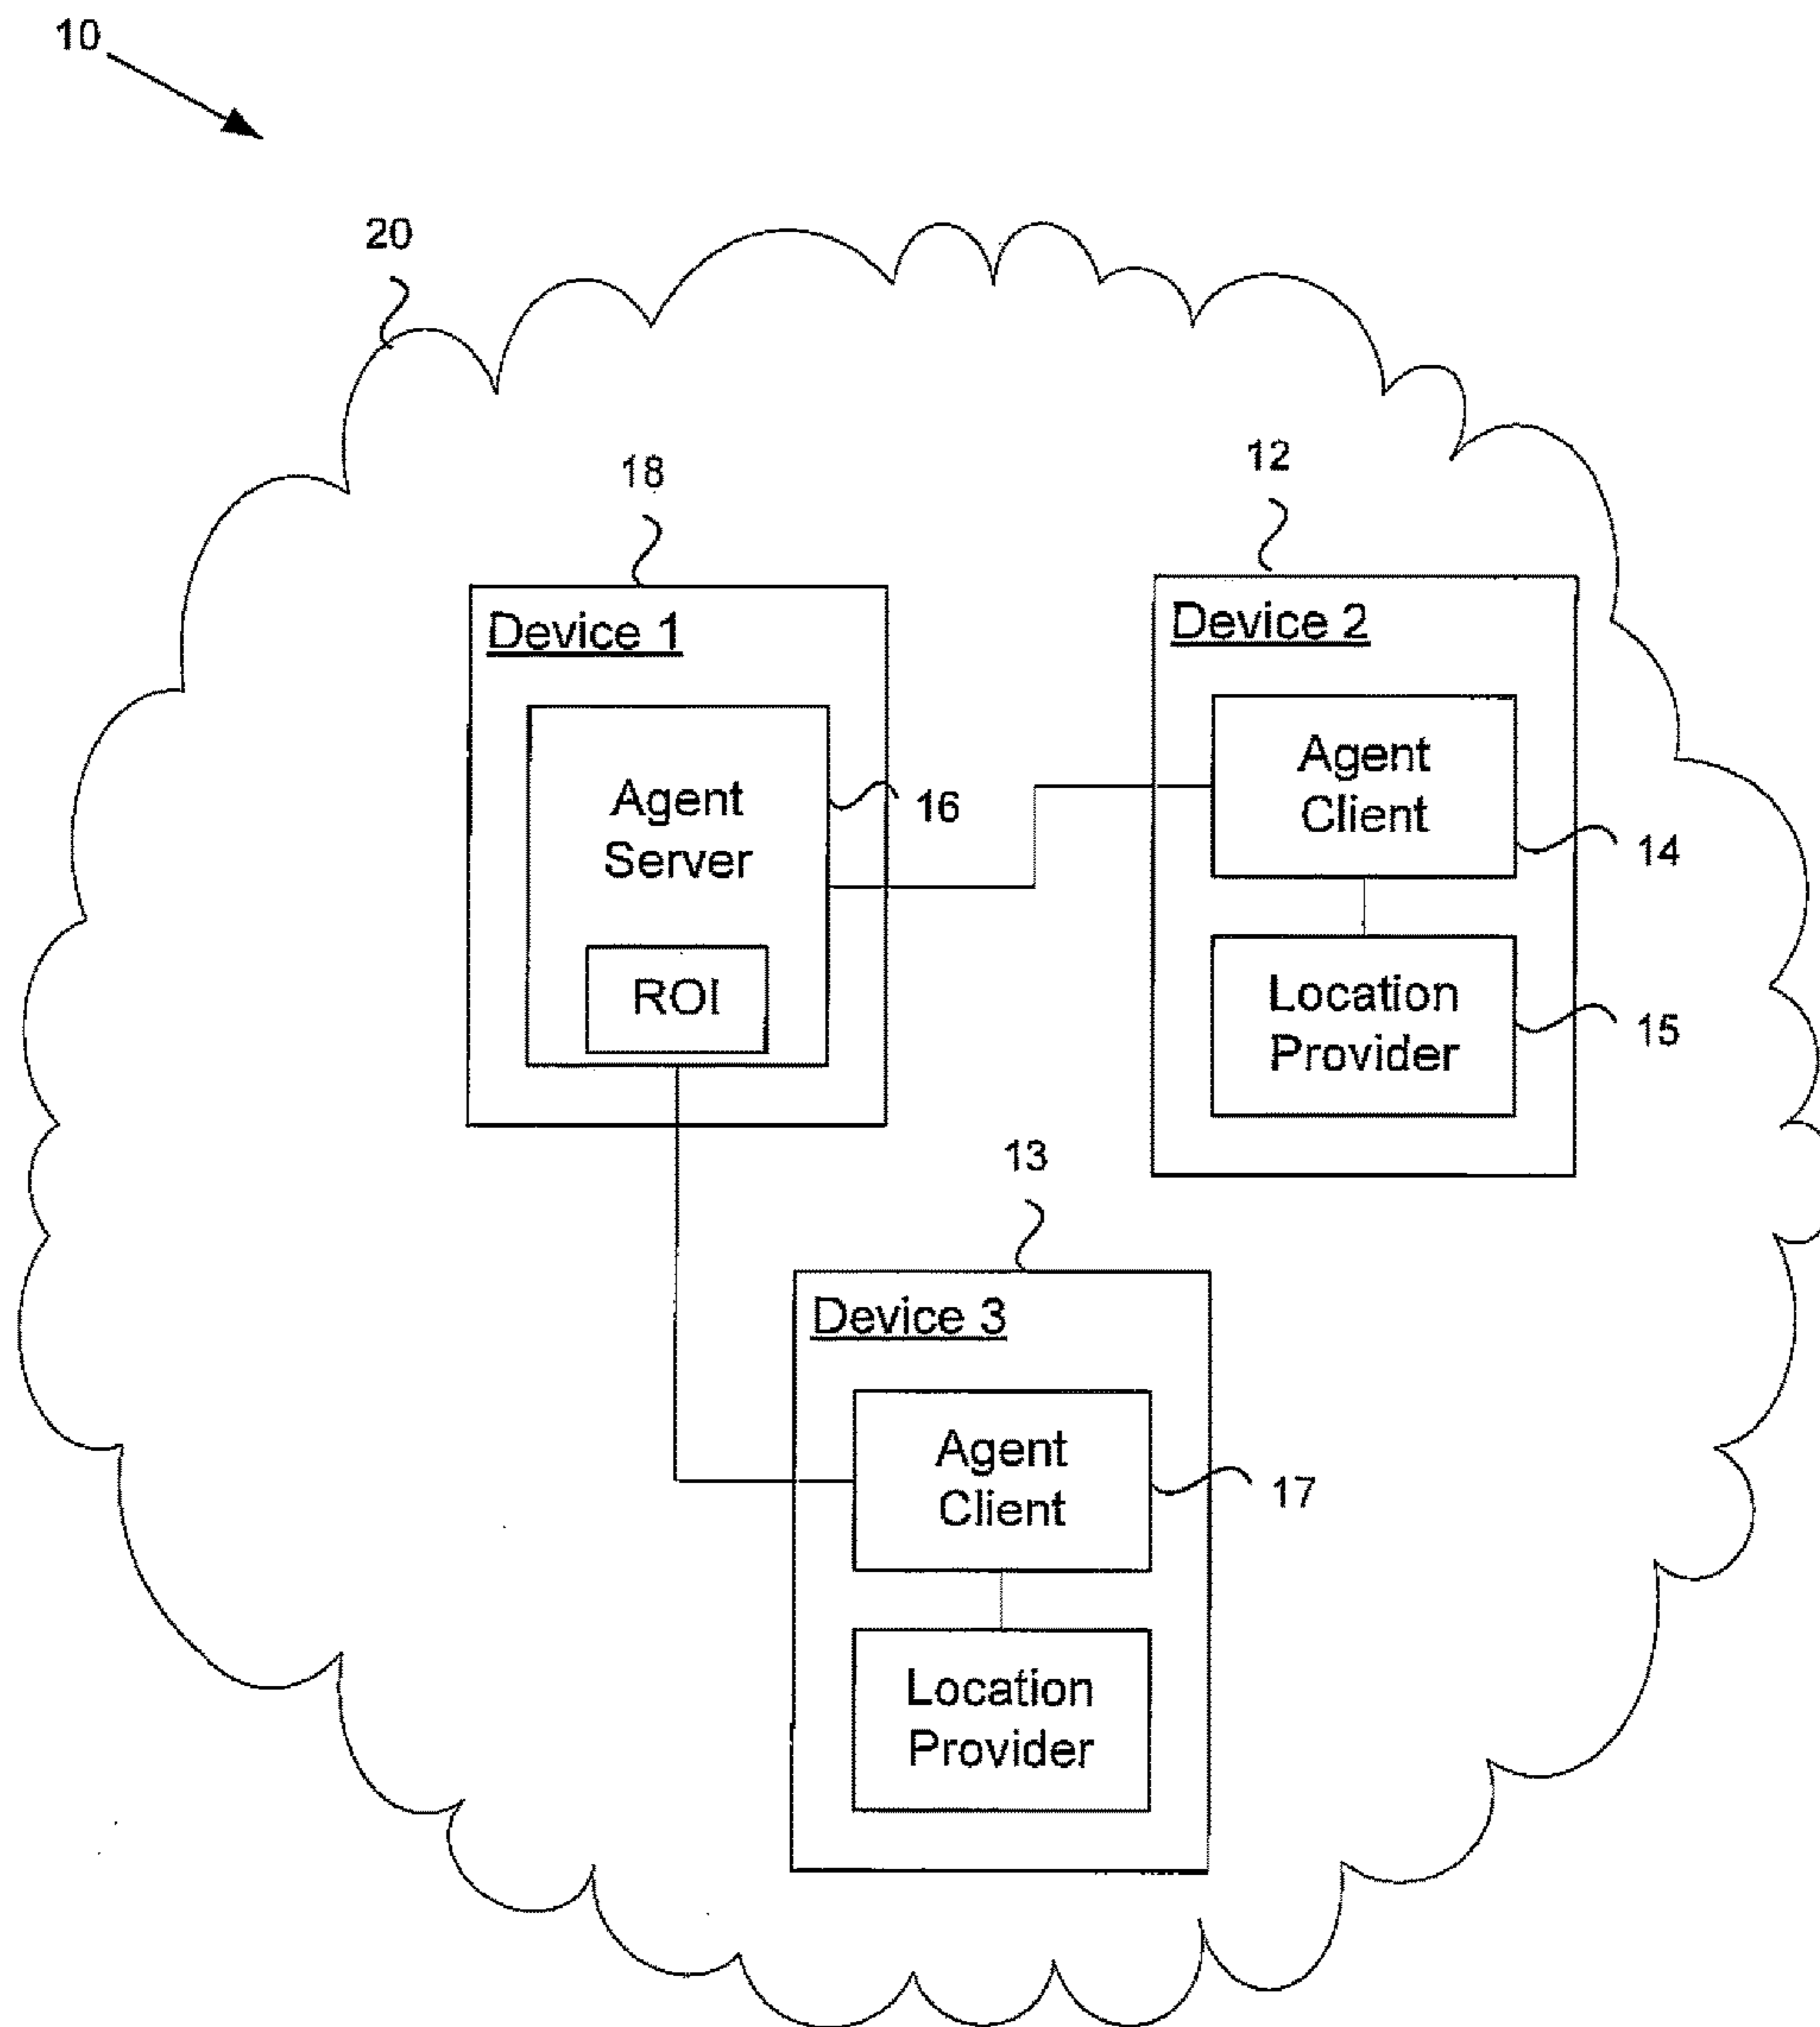 10
20
18
12
Device 1
Device 2
Agent
Server
16
Agent
Client
14
ROI
Location
Provider
15
13
Device 3
Agent
Client
17
Location
Provider